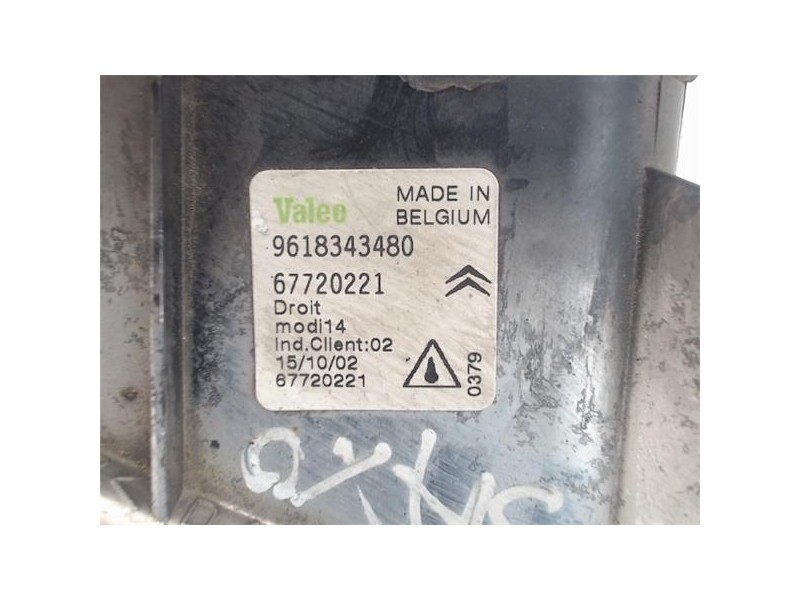 Valeo
MADE IN
BELGIUM
9618343480
67720221
Droit
modi14
Ind.Client:02
15/10/02
67720221
0379